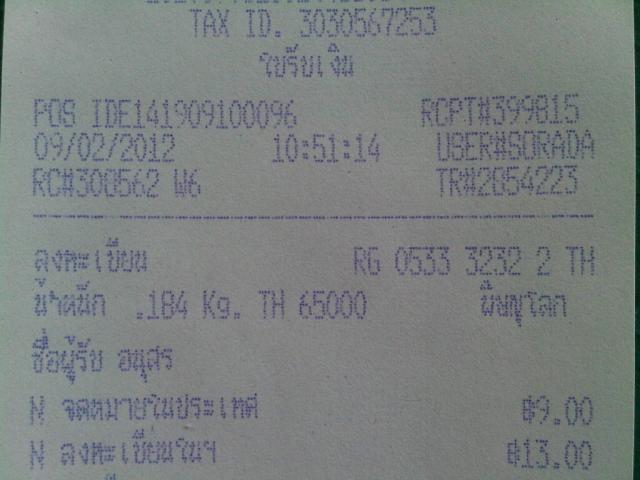 TAX ID. 3030567253
ใบรับเงิน
POS IDE141909100096 RCPT#399815
09/02/2012 10:51:14 USER#SORADA
RC#300562 W6 TR#2854223
ลงทะเบียน RG 0533 3232 2 TH
น้ำหนัก .184 Kg. TH 65000 พิษณุโลก
ชื่อผู้รับ อนุสร
N จดหมายในประเทศ ฿9.00
N ลงทะเบียนในฯ ฿13.00